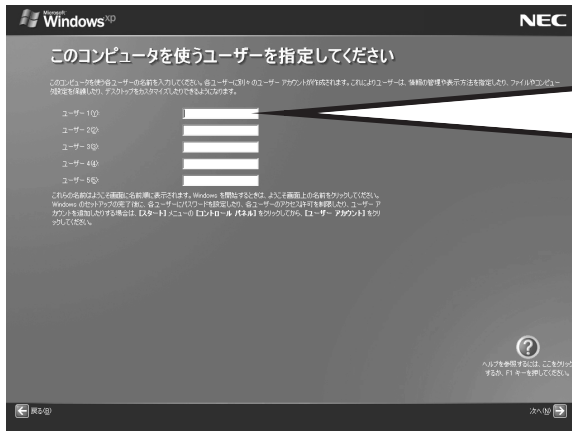 Microsoft
Windows xp
NEC
このコンピュータを使うユーザーを指定してください
このコンピュータを使う各ユーザーの名前を入力してください。各ユーザーに別々のユーザー アカウントが作成されます。これによりユーザーは、情報の管理や表示方法を指定したり、ファイルやコンピュー
タ設定を保護したり、デスクトップをカスタマイズしたりできるようになります。
ユーザー 1(Y):
ユーザー 2(2):
ユーザー 3(3):
ユーザー 4(4):
ユーザー 5(5):
これらの名前はようこそ画面に名前順に表示されます。Windows を開始するときは、ようこそ画面上の名前をクリックしてください。
Windows のセットアップの完了後に、各ユーザーにパスワードを設定したり、各ユーザーのアクセス許可を制限したり、ユーザー ア
カウントを追加したりする場合は、[スタート] メニューの [コントロール パネル] をクリックしてから、[ユーザー アカウント] をクリ
ックしてください。
?
ヘルプを参照するには、ここをクリック
するか、F1 キーを押してください。
戻る(B)
次へ(N)